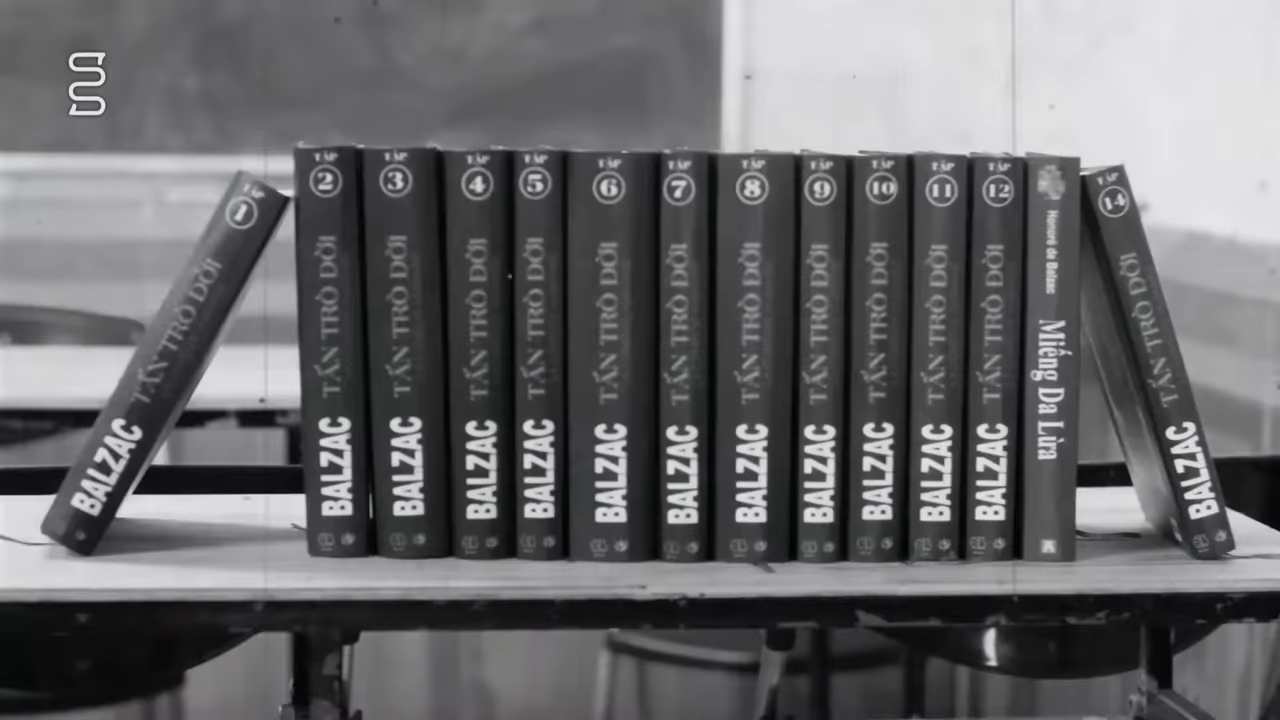 TẬP
1
TẤN TRÒ ĐỜI
BALZAC
TẬP
2
TẤN TRÒ ĐỜI
BALZAC
TẬP
3
TẤN TRÒ ĐỜI
BALZAC
TẬP
4
TẤN TRÒ ĐỜI
BALZAC
TẬP
5
TẤN TRÒ ĐỜI
BALZAC
TẬP
6
TẤN TRÒ ĐỜI
BALZAC
TẬP
7
TẤN TRÒ ĐỜI
BALZAC
TẬP
8
TẤN TRÒ ĐỜI
BALZAC
TẬP
9
TẤN TRÒ ĐỜI
BALZAC
TẬP
10
TẤN TRÒ ĐỜI
BALZAC
TẬP
11
TẤN TRÒ ĐỜI
BALZAC
TẬP
12
TẤN TRÒ ĐỜI
BALZAC
Honoré de Balzac
Miếng Da Lừa
TẬP
14
TẤN TRÒ ĐỜI
BALZAC